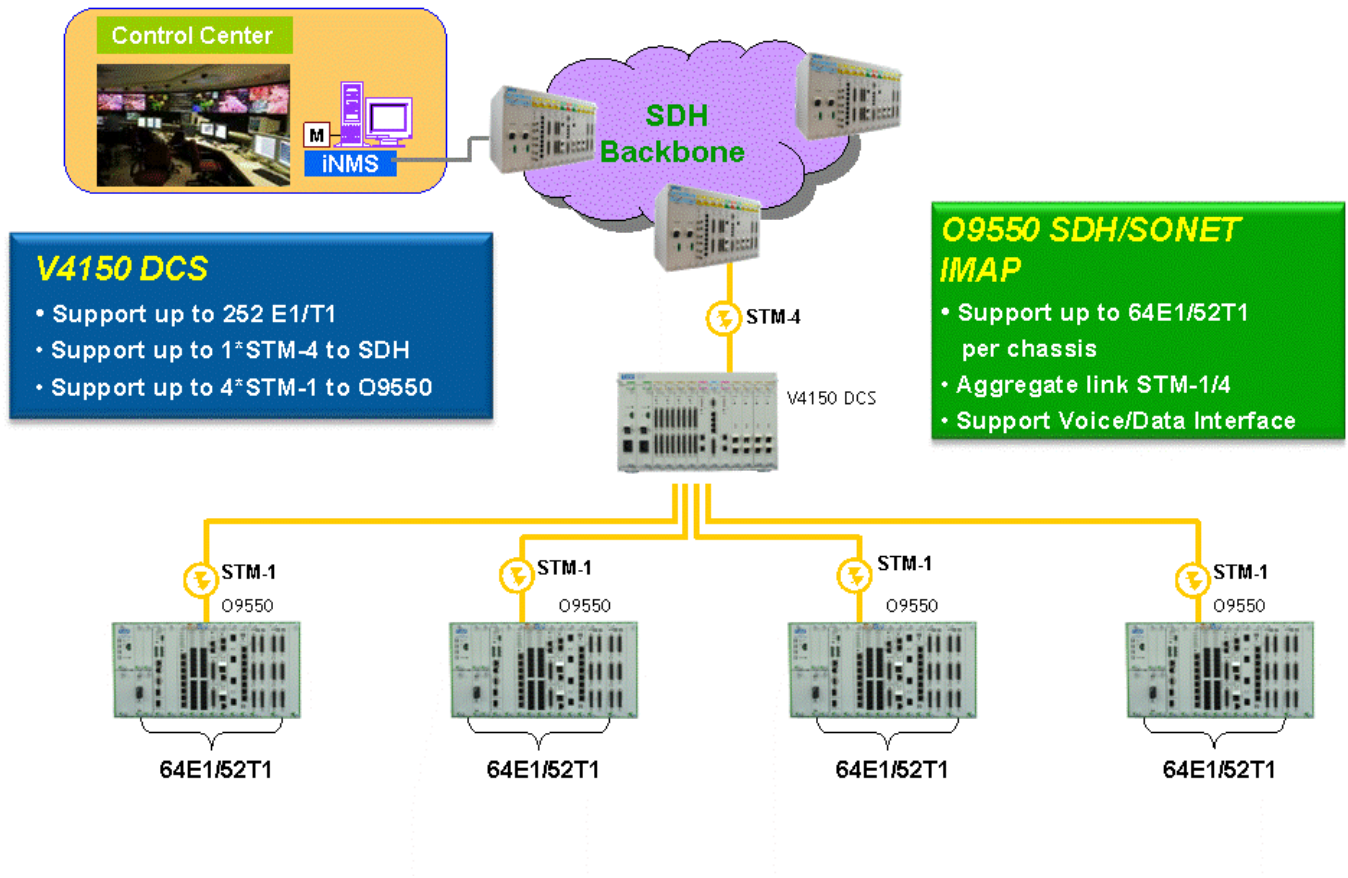 Control Center
M
iNMS
SDH
Backbone
V4150 DCS
• Support up to 252 E1/T1
• Support up to 1*STM-4 to SDH
• Support up to 4*STM-1 to O9550
O9550 SDH/SONET
IMAP
• Support up to 64E1/52T1
per chassis
• Aggregate link STM-1/4
• Support Voice/Data Interface
STM-4
V4150 DCS
STM-1
O9550
STM-1
O9550
STM-1
O9550
STM-1
O9550
64E1/52T1
64E1/52T1
64E1/52T1
64E1/52T1